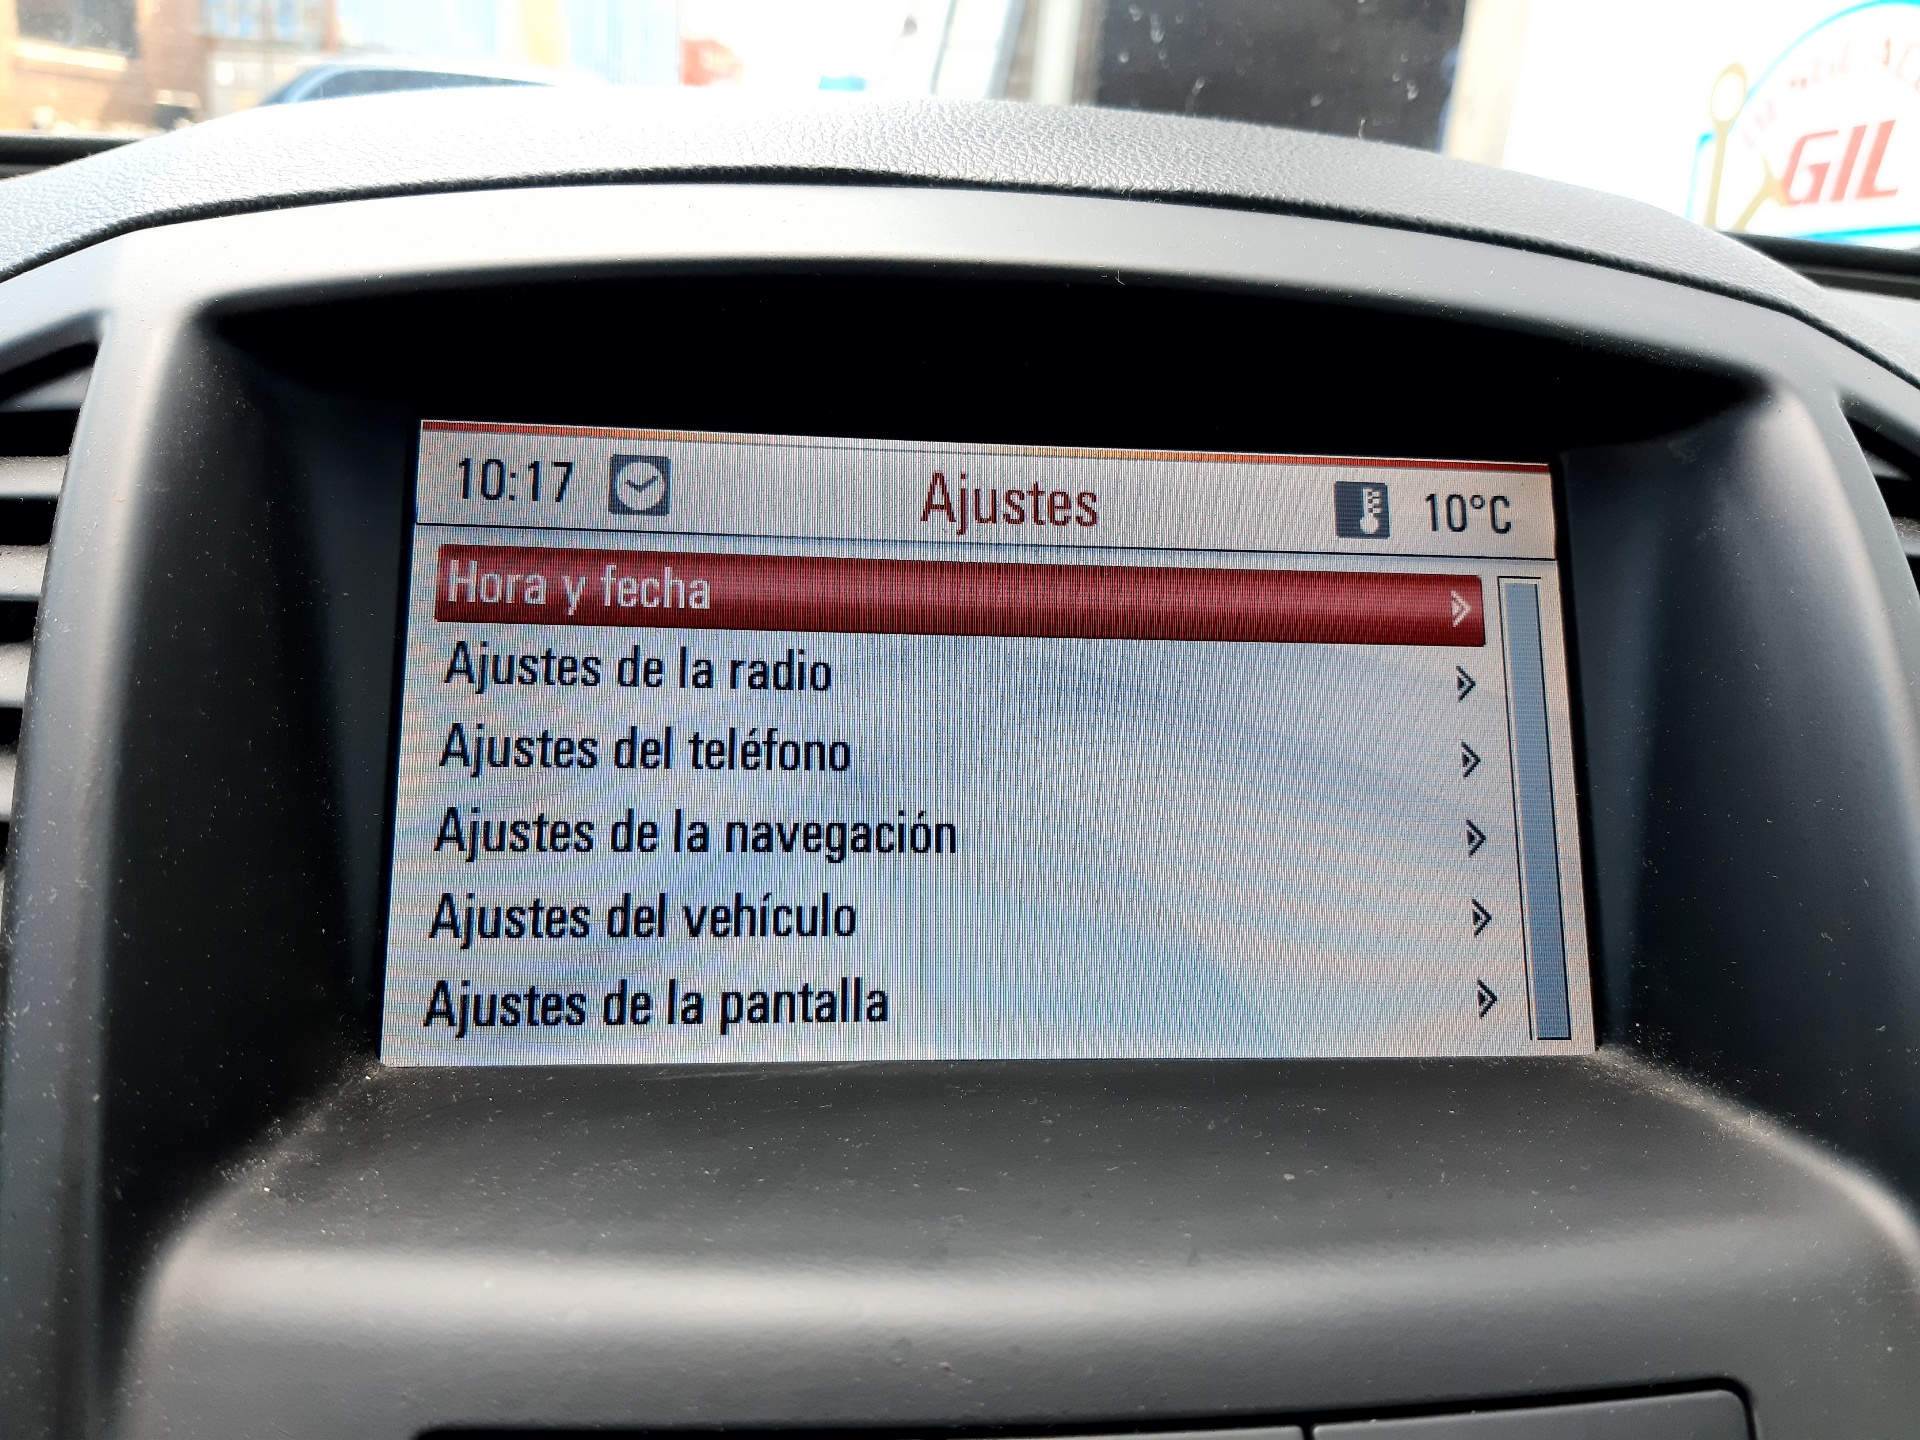 GIL
10:17 Ajustes 10°C
Hora y fecha
Ajustes de la radio
Ajustes del teléfono
Ajustes de la navegación
Ajustes del vehículo
Ajustes de la pantalla